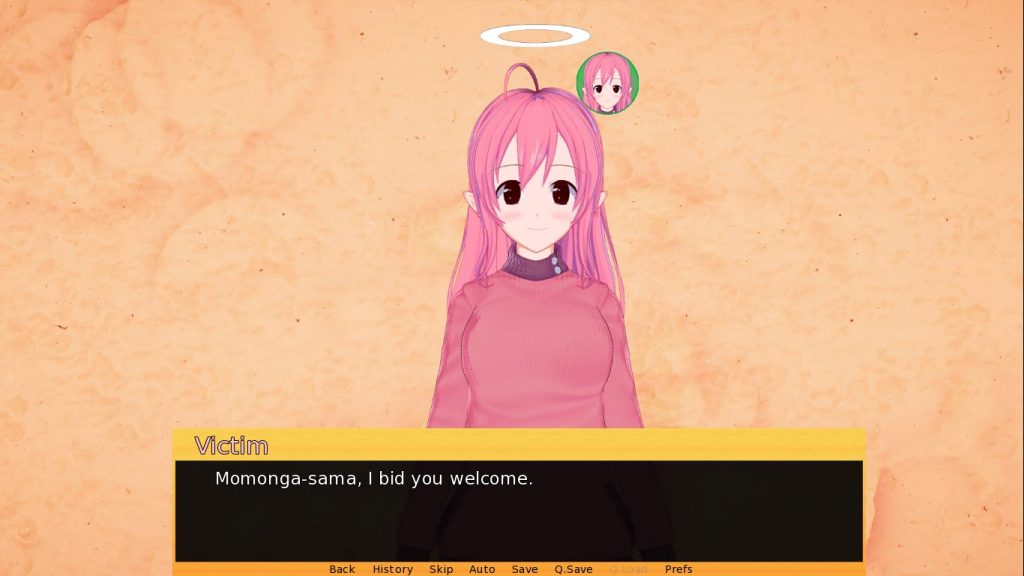 Victim
Momonga-sama, I bid you welcome.
Back History Skip Auto Save Q.Save Q.Load Prefs